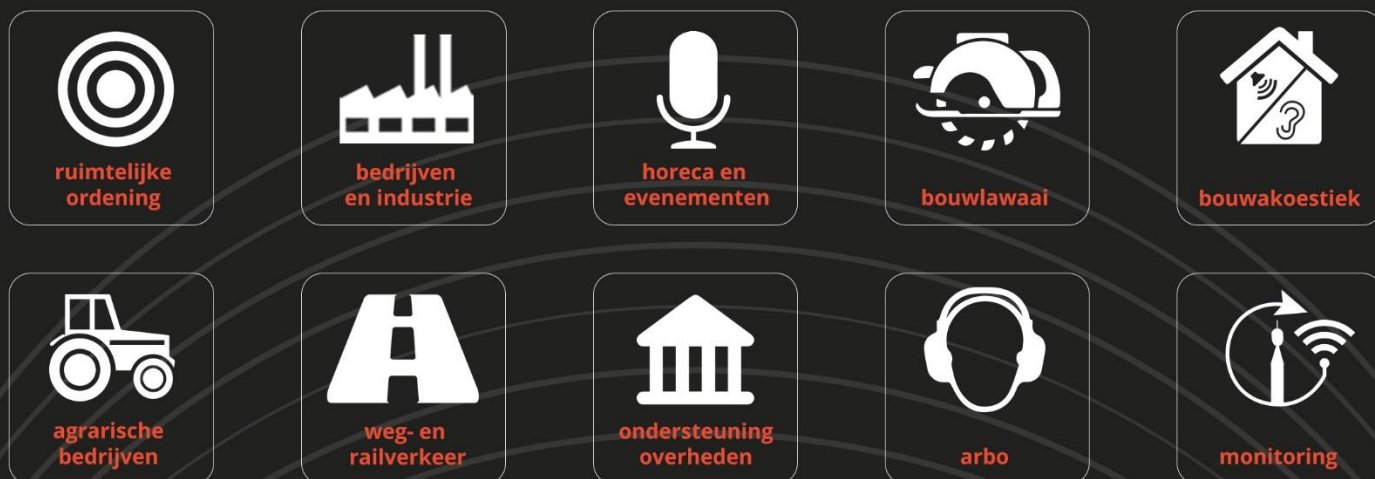 ruimtelijke
ordening
bedrijven
en industrie
horeca en
evenementen
bouwlawaai
bouwakoestiek
agrarische
bedrijven
weg- en
railverkeer
ondersteuning
overheden
arbo
monitoring